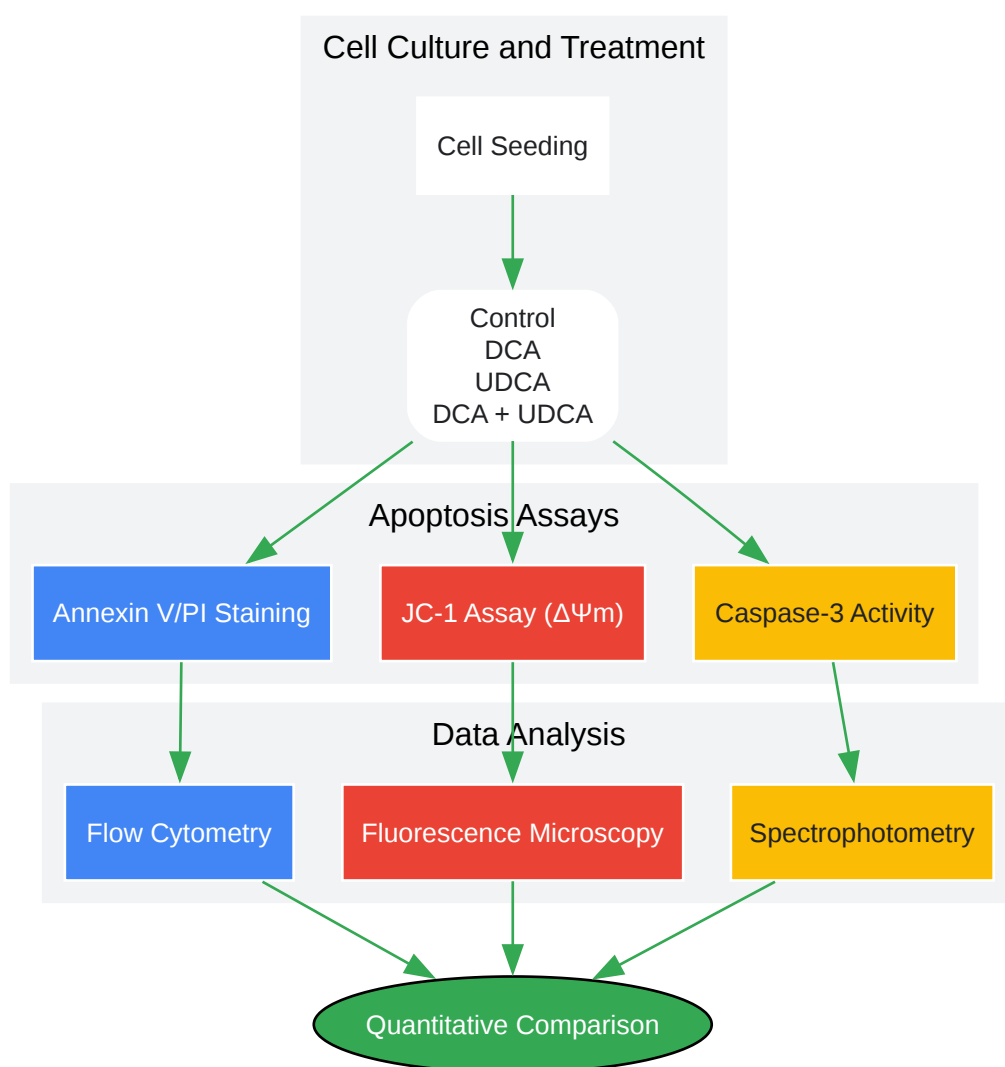 Cell Culture and Treatment
Cell Seeding
Control
DCA
UDCA
DCA + UDCA
Apoptosis Assays
Annexin V/PI Staining
JC-1 Assay (ΔΨm)
Caspase-3 Activity
Data Analysis
Flow Cytometry
Fluorescence Microscopy
Spectrophotometry
Quantitative Comparison